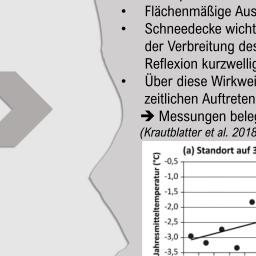 • Flächenmäßige Aus
• Schneedecke wicht
der Verbreitung des
Reflexion kurzwellig
• Über diese Wirkwei
zeitlichen Auftreten
➔ Messungen beleg
(Krautblatter et al. 2018
(a) Standort auf 3
Jahresmitteltemperatur (°C)
-0,5
-1,0
-1,5
-2,0
-2,5
-3,0
-3,5